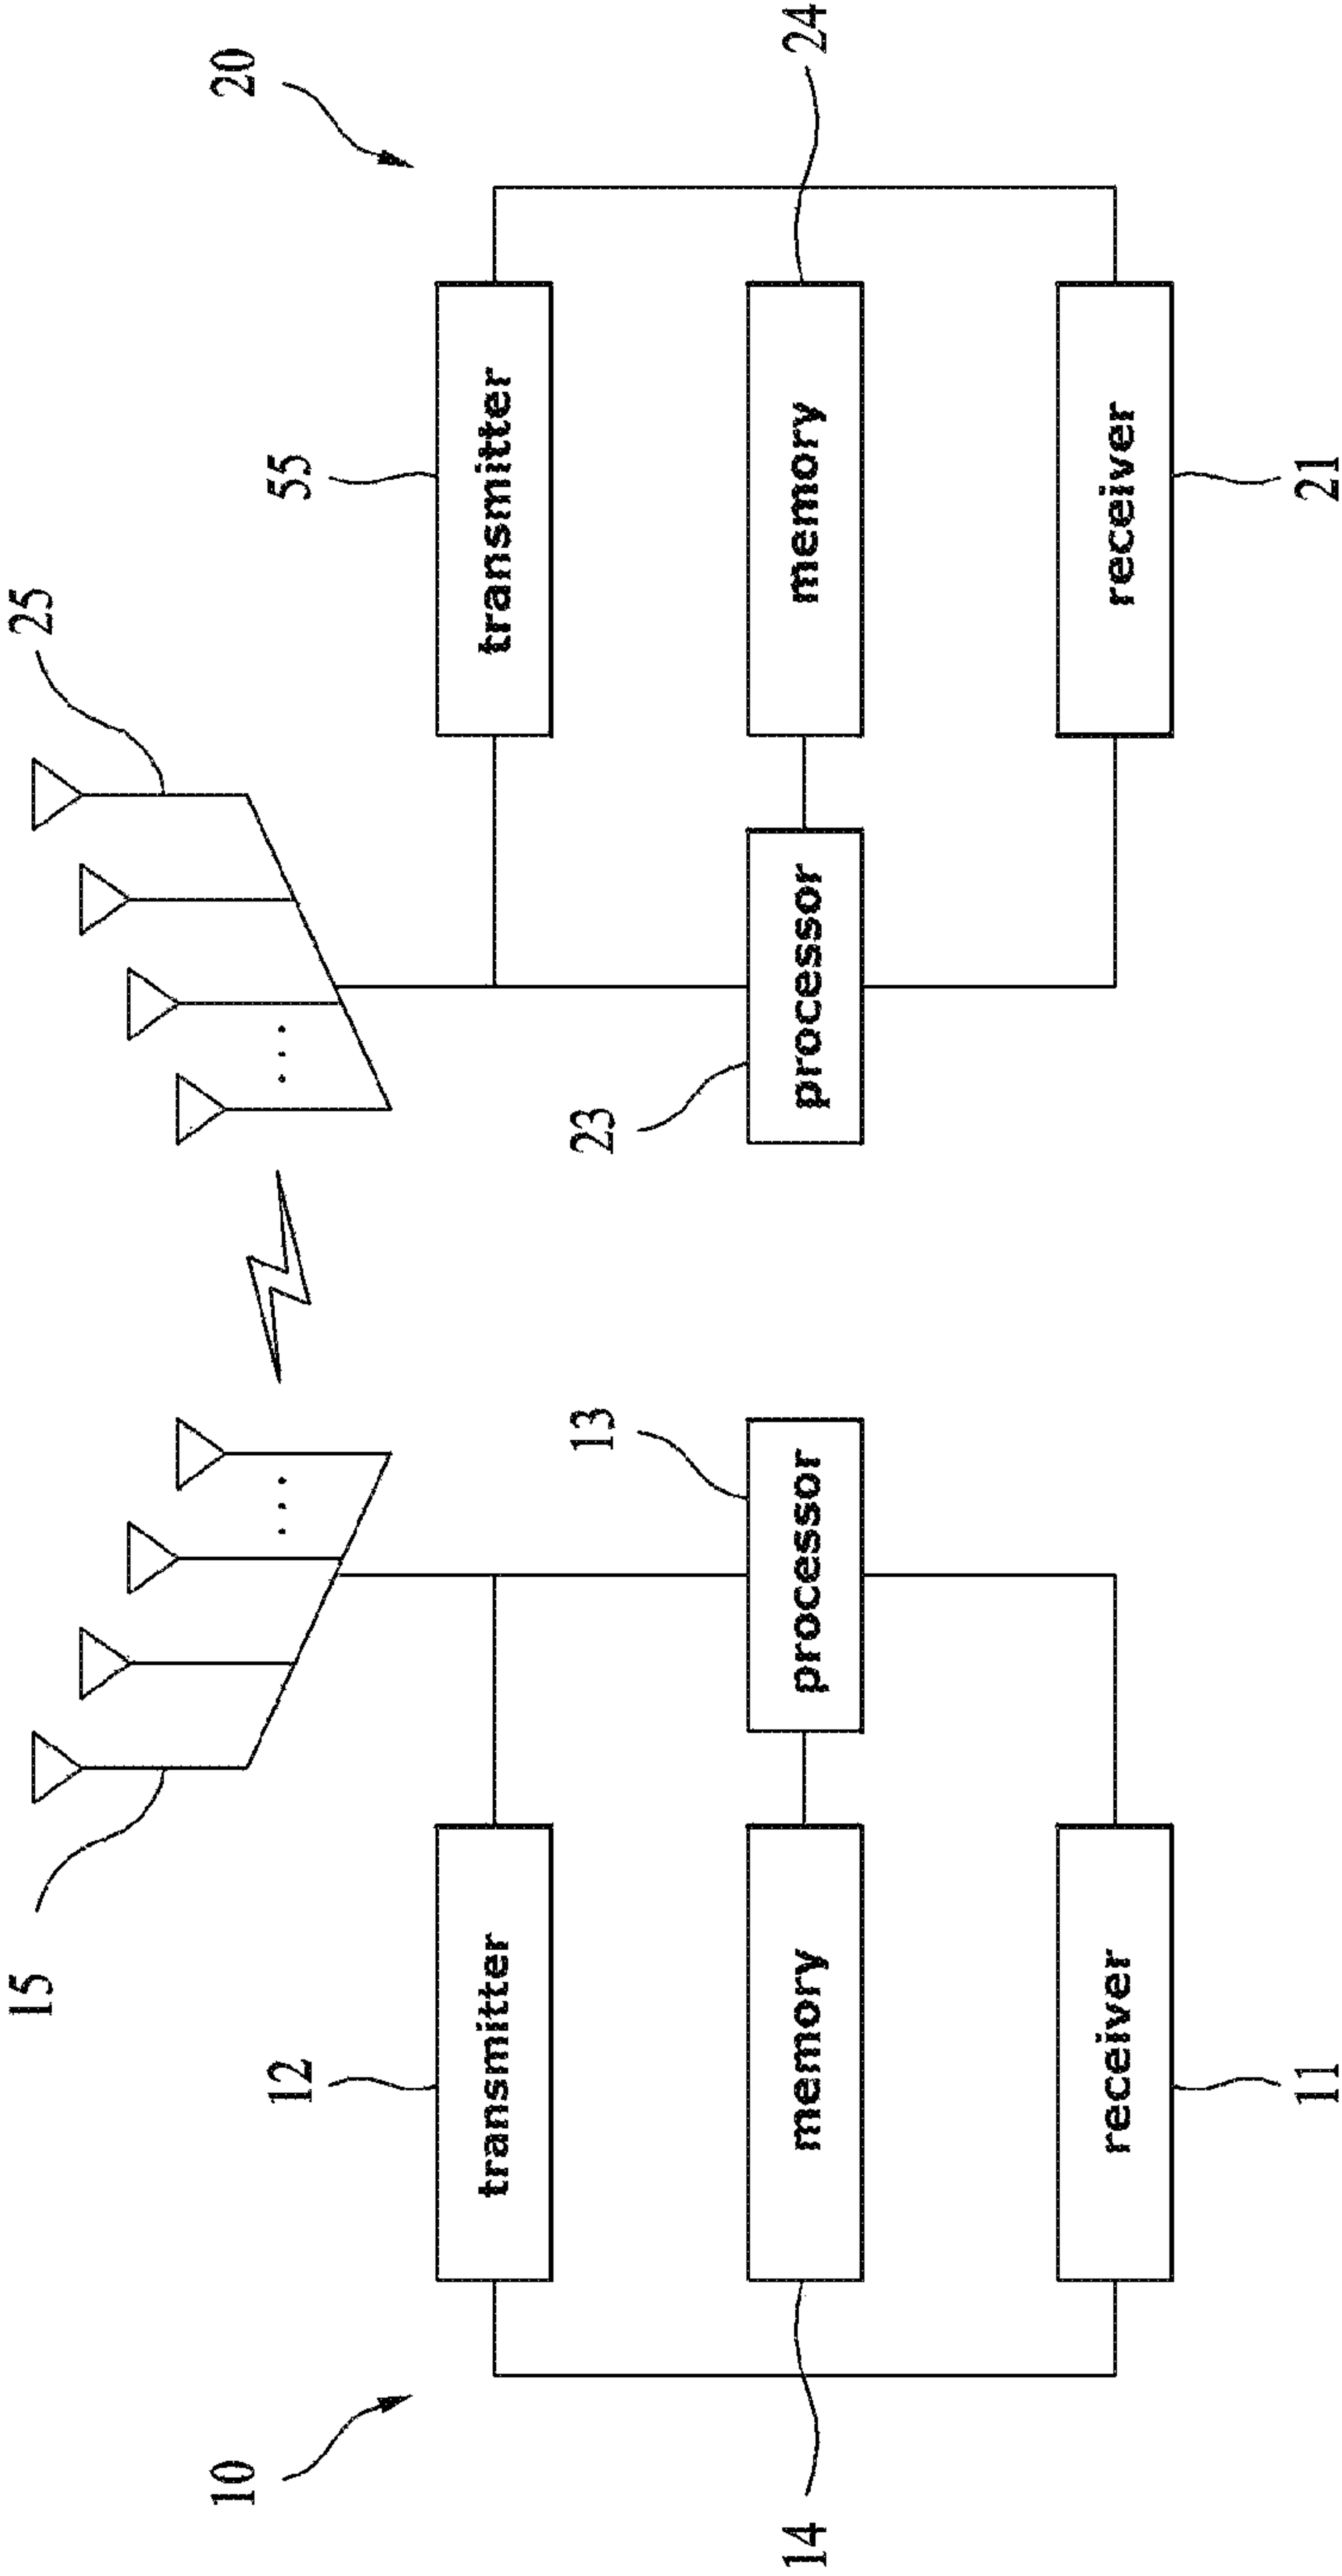 15
25
10
20
12
55
transmitter
transmitter
13
23
14
memory
processor
processor
memory
24
receiver
receiver
11
21